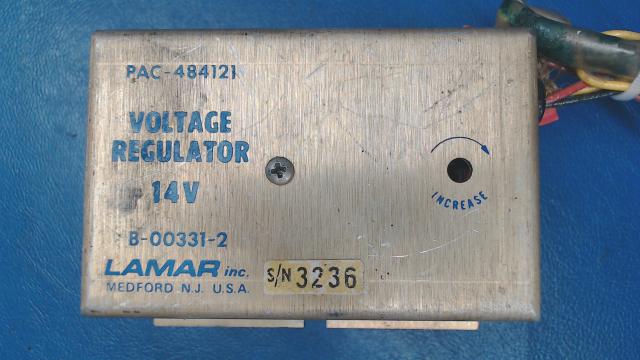 PAC-484121
VOLTAGE
REGULATOR
14V
INCREASE
B-00331-2
LAMAR inc.
MEDFORD N.J. U.S.A.
S/N 3236